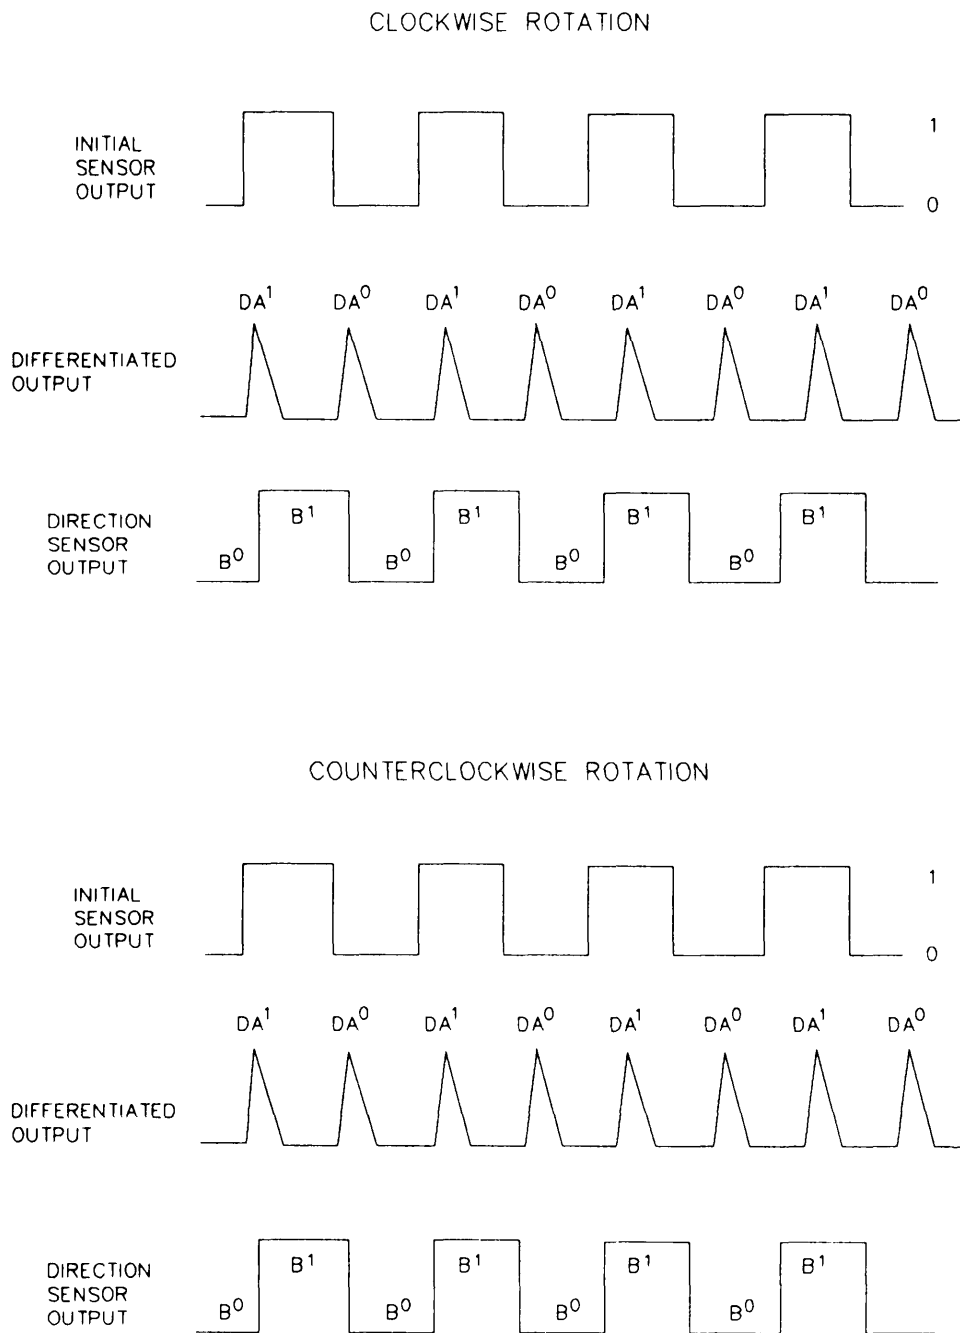 CLOCKWISE ROTATION
INITIAL
SENSOR
OUTPUT
1
0
DA¹ DA⁰ DA¹ DA⁰ DA¹ DA⁰ DA¹ DA⁰
DIFFERENTIATED
OUTPUT
DIRECTION
SENSOR
OUTPUT
B¹ B¹ B¹ B¹
B⁰ B⁰ B⁰ B⁰
COUNTERCLOCKWISE ROTATION
INITIAL
SENSOR
OUTPUT
1
0
DA¹ DA⁰ DA¹ DA⁰ DA¹ DA⁰ DA¹ DA⁰
DIFFERENTIATED
OUTPUT
DIRECTION
SENSOR
OUTPUT
B¹ B¹ B¹ B¹
B⁰ B⁰ B⁰ B⁰